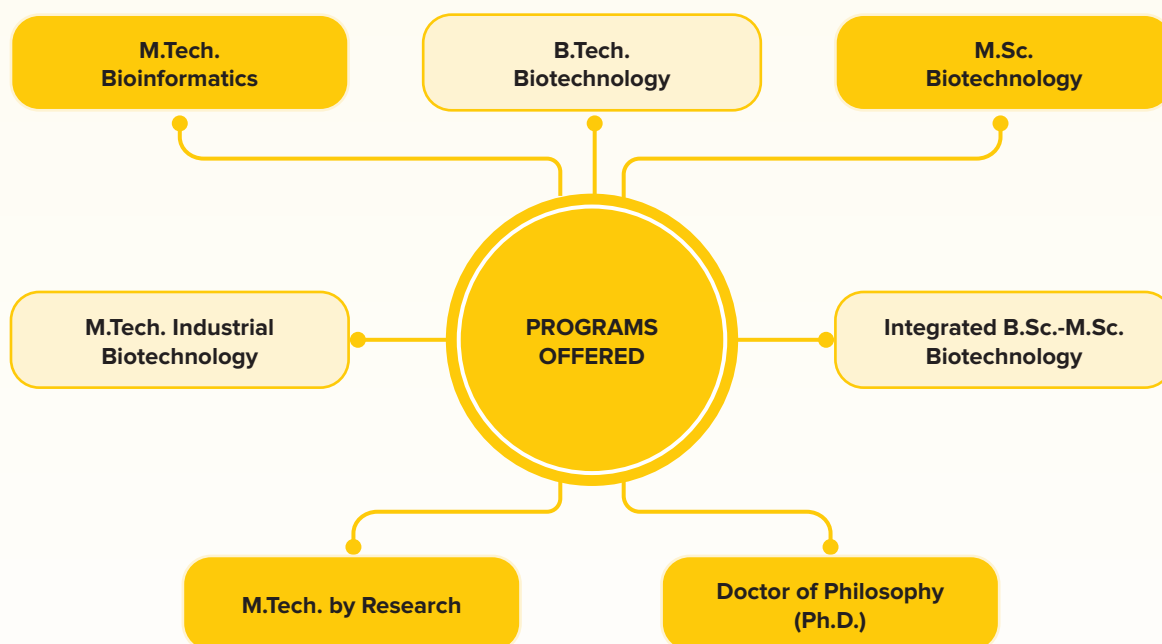 M.Tech.
Bioinformatics
B.Tech.
Biotechnology
M.Sc.
Biotechnology
M.Tech. Industrial
Biotechnology
PROGRAMS
OFFERED
Integrated B.Sc.-M.Sc.
Biotechnology
M.Tech. by Research
Doctor of Philosophy
(Ph.D.)